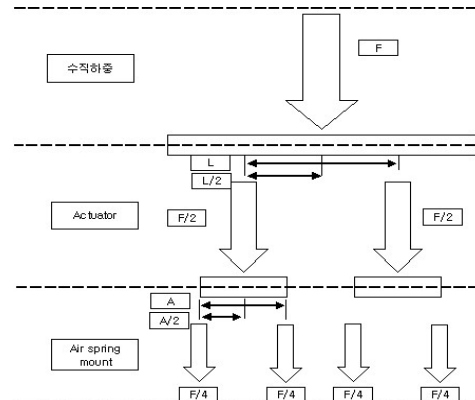 F
수직하중
L
L/2
Actuator
F/2
F/2
A
A/2
Air spring
mount
F/4
F/4
F/4
F/4